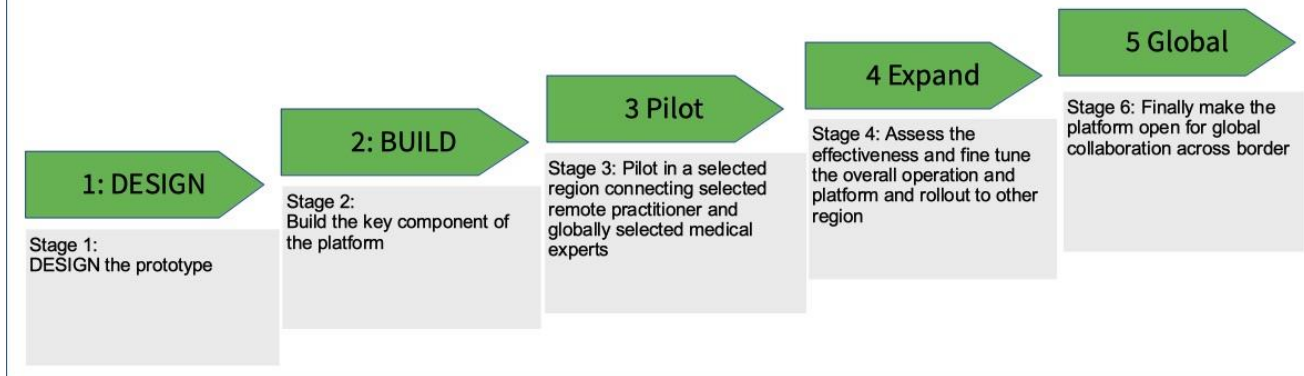 1: DESIGN
Stage 1:
DESIGN the prototype
2: BUILD
Stage 2:
Build the key component of
the platform
3 Pilot
Stage 3: Pilot in a selected
region connecting selected
remote practitioner and
globally selected medical
experts
4 Expand
Stage 4: Assess the
effectiveness and fine tune
the overall operation and
platform and rollout to other
region
5 Global
Stage 6: Finally make the
platform open for global
collaboration across border